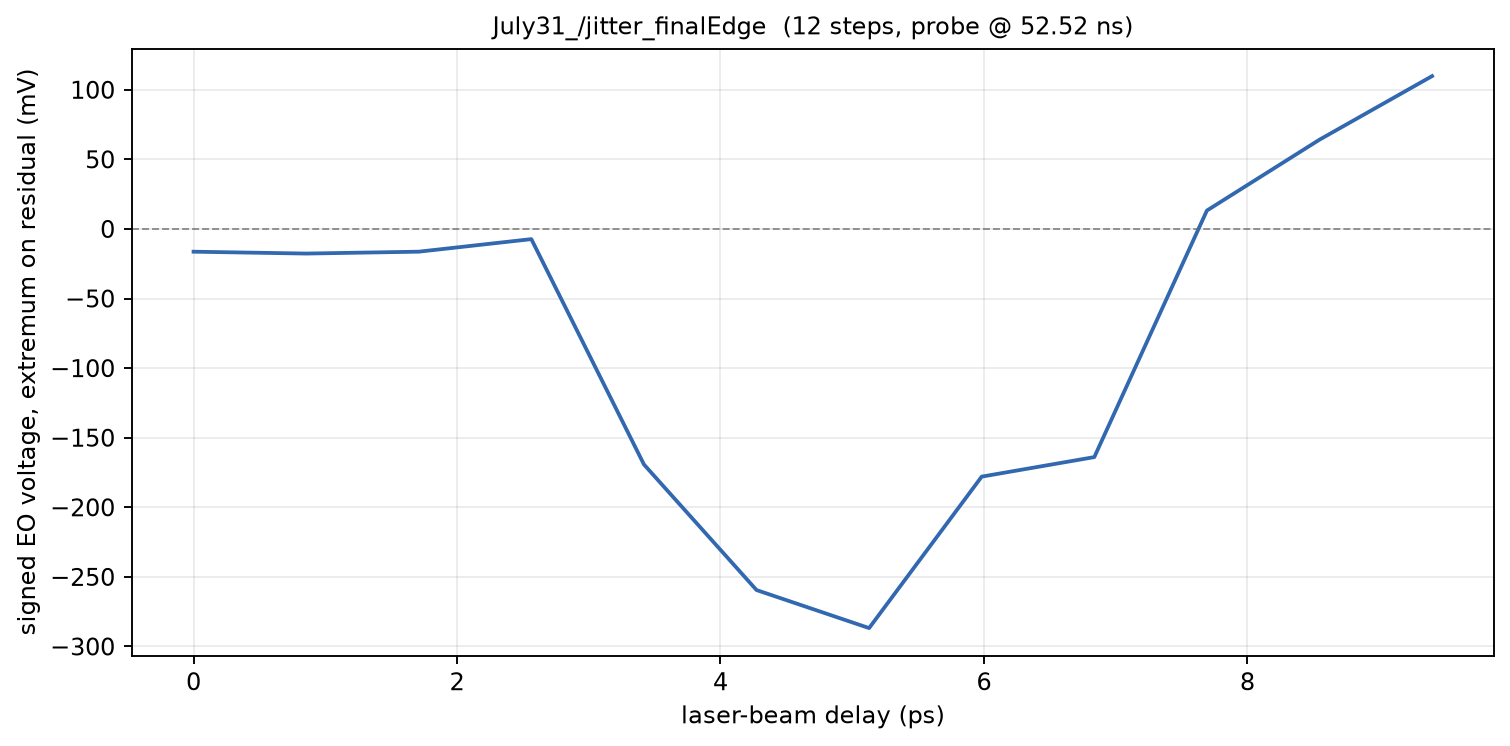 July31_/jitter_finalEdge  (12 steps, probe @ 52.52 ns)
signed EO voltage, extremum on residual (mV)
100
50
0
−50
−100
−150
−200
−250
−300
0 2 4 6 8
laser-beam delay (ps)